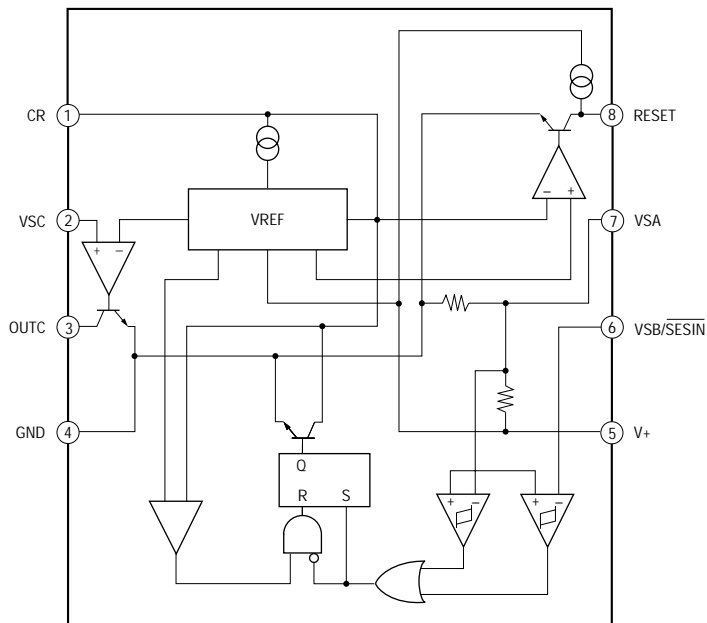 CR 1
8 RESET
VREF
- +
VSC 2
7 VSA
+ -
OUTC 3
6 VSB/SESIN
GND 4
5 V+
Q
R S
+ -
+ -